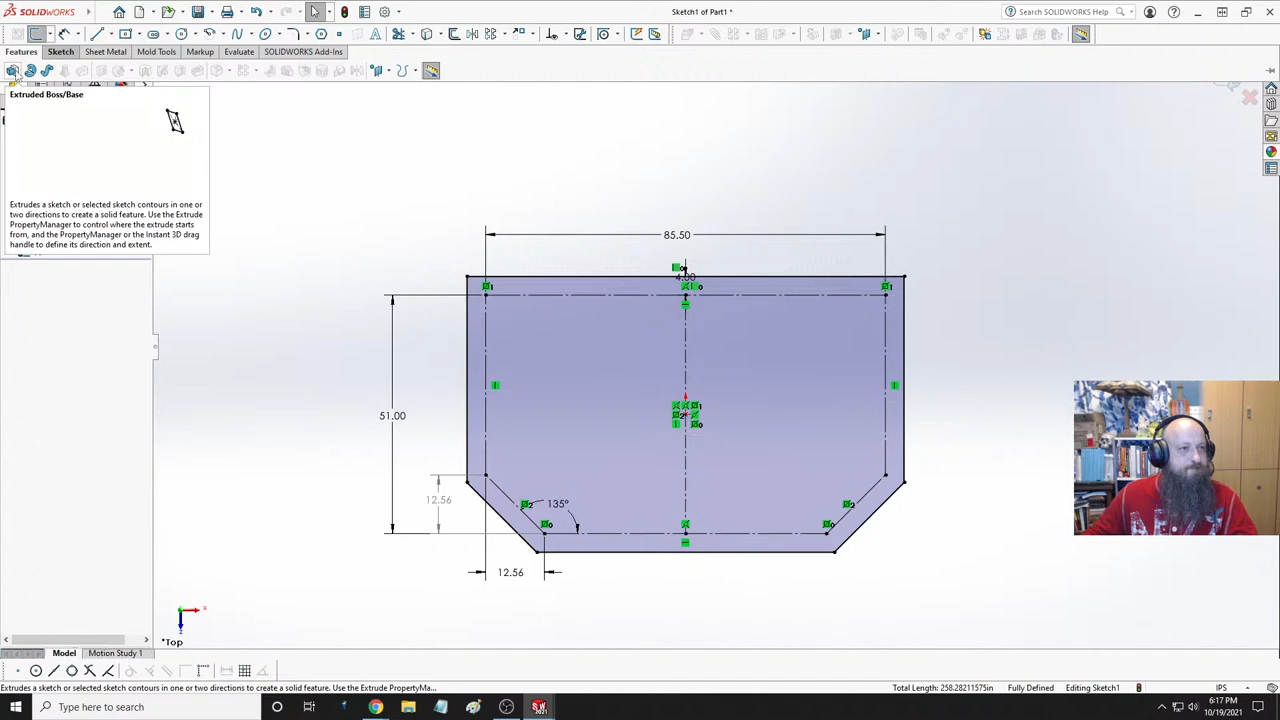 SOLIDWORKS
Sketch1 of Part1 *
Search SOLIDWORKS Help
Features
Sketch
Sheet Metal
Mold Tools
Markup
Evaluate
SOLIDWORKS Add-Ins
Extruded Boss/Base
Extrudes a sketch or selected sketch contours in one or
two directions to create a solid feature. Use the Extrude
PropertyManager to control where the extrude starts
from, and the PropertyManager or the Instant 3D drag
handle to define its direction and extent.
85.50
4.00
51.00
12.56
135°
12.56
x
z
*Top
Model
Motion Study 1
Extrudes a sketch or selected sketch contours in one or two directions to create a solid feature. Use the Extrude PropertyMa...
Total Length: 258.28211575in
Fully Defined
Editing Sketch1
IPS
Type here to search
SW
2021
6:17 PM
10/19/2021